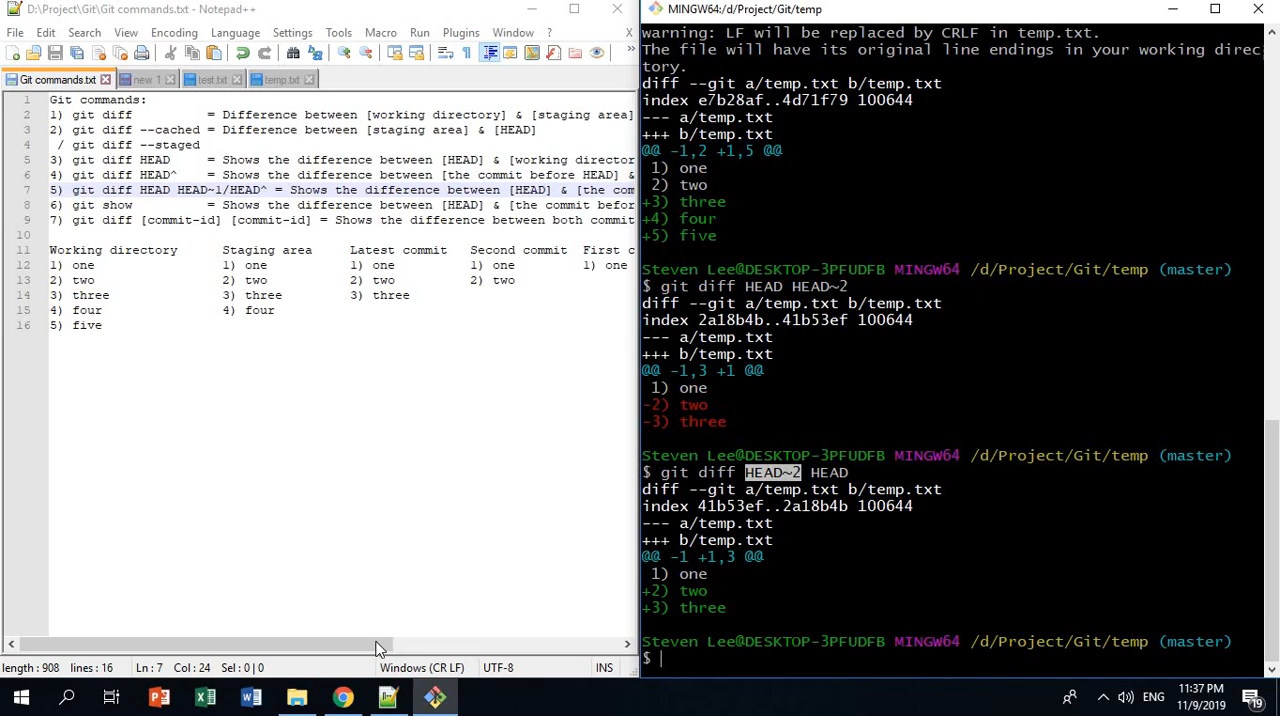 D:\Project\Git\Git commands.txt - Notepad++
File Edit Search View Encoding Language Settings Tools Macro Run Plugins Window ? X
Git commands.txt new 1 test.txt temp.txt
1 Git commands:
2 1) git diff = Difference between [working directory] & [staging area]
3 2) git diff --cached = Difference between [staging area] & [HEAD]
4 / git diff --staged
5 3) git diff HEAD = Shows the difference between [HEAD] & [working director
6 4) git diff HEAD^ = Shows the difference between [the commit before HEAD] &
7 5) git diff HEAD HEAD~1/HEAD^ = Shows the difference between [HEAD] & [the com
8 6) git show = Shows the difference between [HEAD] & [the commit befor
9 7) git diff [commit-id] [commit-id] = Shows the difference between both commit
10
11 Working directory Staging area Latest commit Second commit First c
12 1) one 1) one 1) one 1) one 1) one
13 2) two 2) two 2) two 2) two
14 3) three 3) three 3) three
15 4) four 4) four
16 5) five
length : 908 lines : 16 Ln : 7 Col : 24 Sel : 0 | 0 Windows (CR LF) UTF-8 INS
MINGW64:/d/Project/Git/temp
warning: LF will be replaced by CRLF in temp.txt.
The file will have its original line endings in your working direc
tory.
diff --git a/temp.txt b/temp.txt
index e7b28af..4d71f79 100644
--- a/temp.txt
+++ b/temp.txt
@@ -1,2 +1,5 @@
1) one
2) two
+3) three
+4) four
+5) five
Steven Lee@DESKTOP-3PFUDFB MINGW64 /d/Project/Git/temp (master)
$ git diff HEAD HEAD~2
diff --git a/temp.txt b/temp.txt
index 2a18b4b..41b53ef 100644
--- a/temp.txt
+++ b/temp.txt
@@ -1,3 +1 @@
1) one
-2) two
-3) three
Steven Lee@DESKTOP-3PFUDFB MINGW64 /d/Project/Git/temp (master)
$ git diff HEAD~2 HEAD
diff --git a/temp.txt b/temp.txt
index 41b53ef..2a18b4b 100644
--- a/temp.txt
+++ b/temp.txt
@@ -1 +1,3 @@
1) one
+2) two
+3) three
Steven Lee@DESKTOP-3PFUDFB MINGW64 /d/Project/Git/temp (master)
$
ENG 11:37 PM
11/9/2019 19